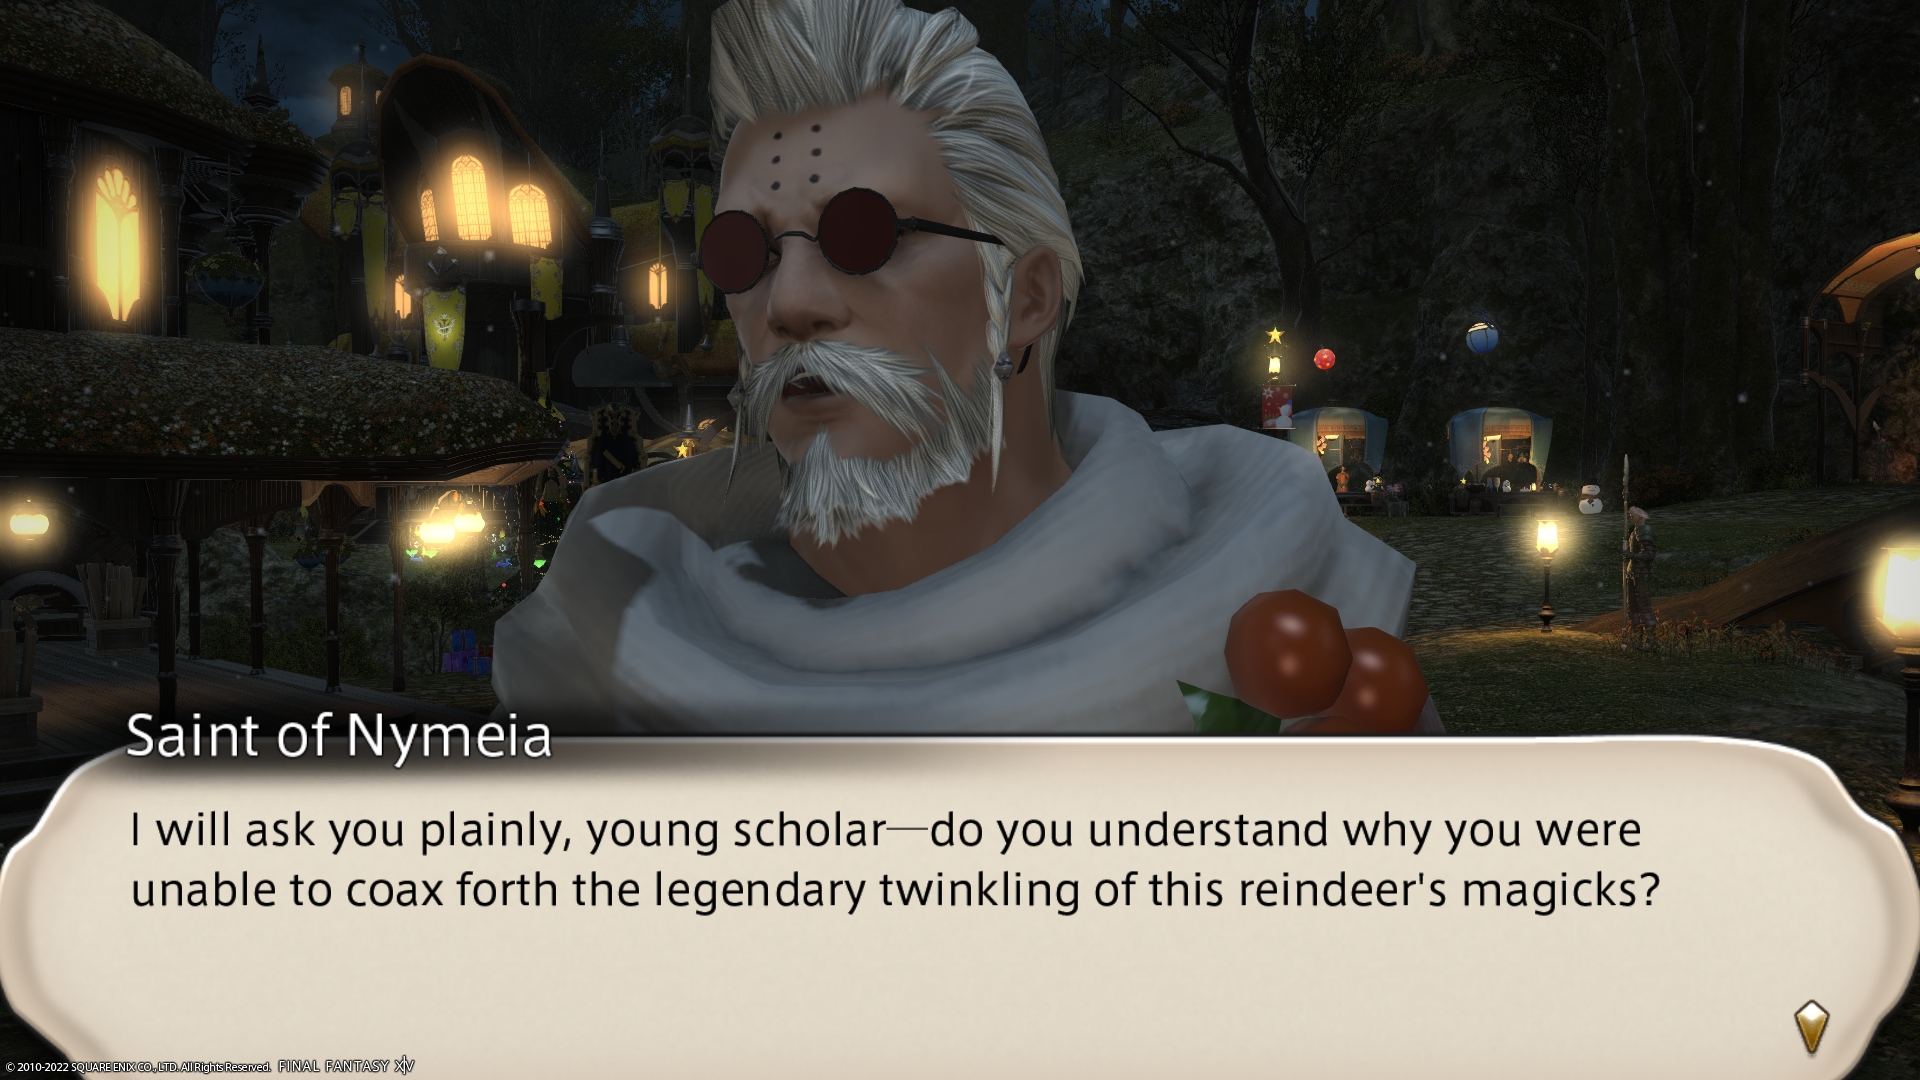 Saint of Nymeia
I will ask you plainly, young scholar—do you understand why you were
unable to coax forth the legendary twinkling of this reindeer's magicks?
© 2010-2022 SQUARE ENIX CO., LTD. All Rights Reserved. FINAL FANTASY XIV